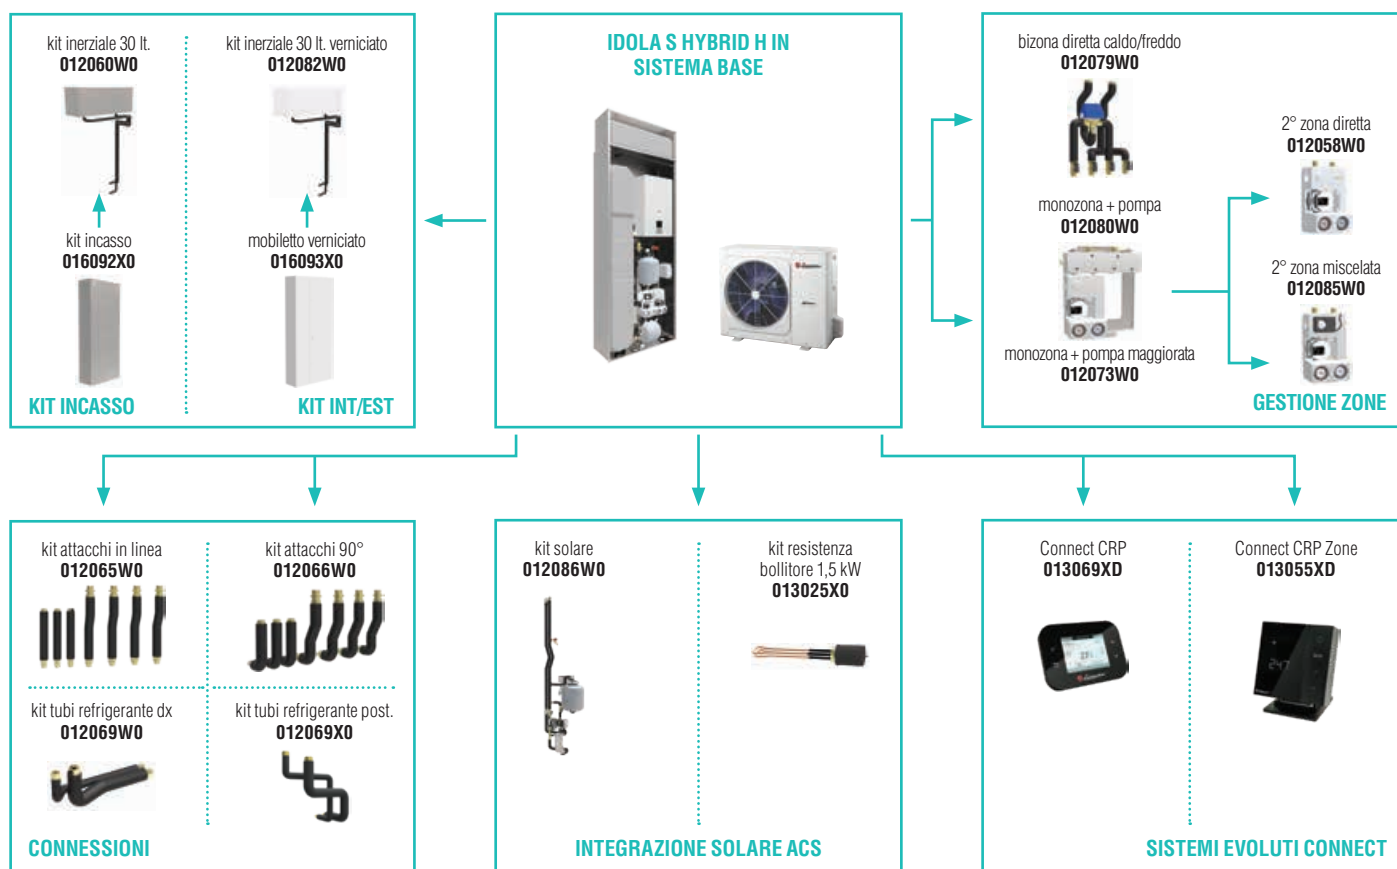 kit inerziale 30 lt.
012060W0
kit incasso
016092X0
KIT INCASSO
kit inerziale 30 lt. verniciato
012082W0
mobiletto verniciato
016093X0
KIT INT/EST
IDOLA S HYBRID H IN
SISTEMA BASE
bizona diretta caldo/freddo
012079W0
monozona + pompa
012080W0
monozona + pompa maggiorata
012073W0
2° zona diretta
012058W0
2° zona miscelata
012085W0
GESTIONE ZONE
kit attacchi in linea
012065W0
kit attacchi 90°
012066W0
kit tubi refrigerante dx
012069W0
kit tubi refrigerante post.
012069X0
CONNESSIONI
kit solare
012086W0
kit resistenza
bollitore 1,5 kW
013025X0
INTEGRAZIONE SOLARE ACS
Connect CRP
013069XD
Connect CRP Zone
013055XD
247
SISTEMI EVOLUTI CONNECT